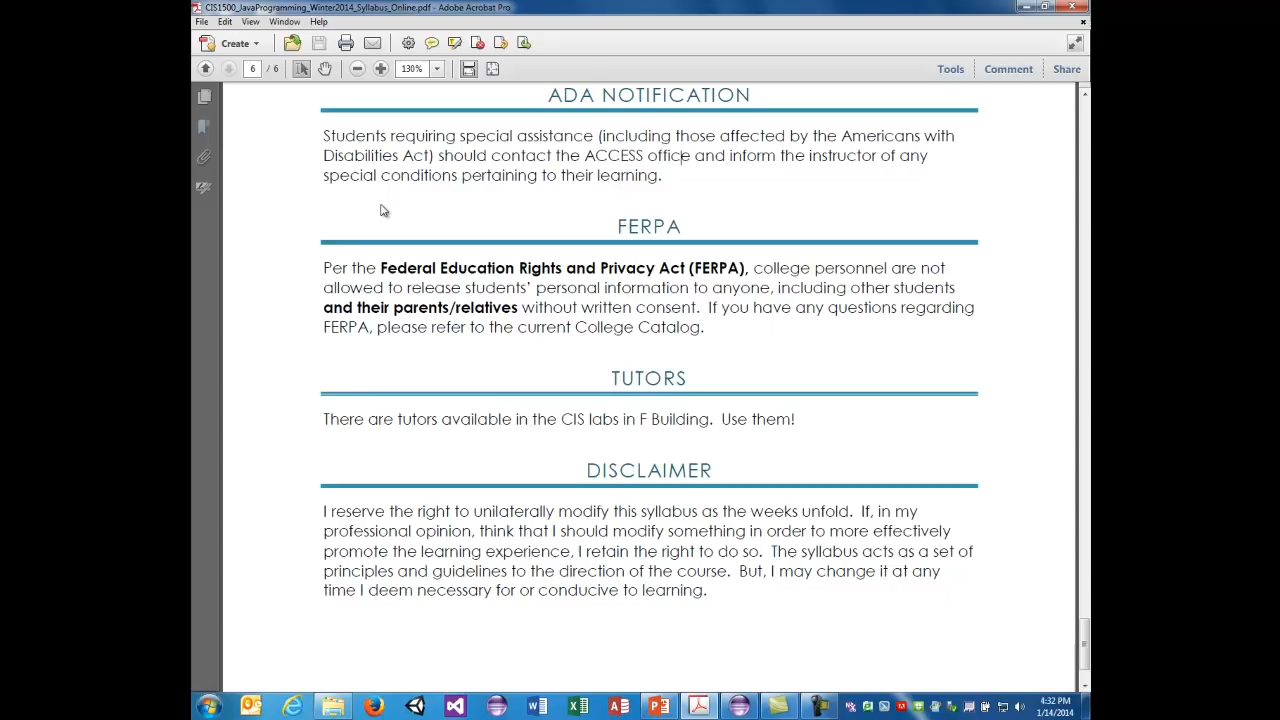 CIS1500_JavaProgramming_Winter2014_Syllabus_Online.pdf - Adobe Acrobat Pro
File Edit View Window Help
Create
6 / 6 130% Tools Comment Share
ADA NOTIFICATION
Students requiring special assistance (including those affected by the Americans with
Disabilities Act) should contact the ACCESS office and inform the instructor of any
special conditions pertaining to their learning.
FERPA
Per the Federal Education Rights and Privacy Act (FERPA), college personnel are not
allowed to release students' personal information to anyone, including other students
and their parents/relatives without written consent. If you have any questions regarding
FERPA, please refer to the current College Catalog.
TUTORS
There are tutors available in the CIS labs in F Building. Use them!
DISCLAIMER
I reserve the right to unilaterally modify this syllabus as the weeks unfold. If, in my
professional opinion, think that I should modify something in order to more effectively
promote the learning experience, I retain the right to do so. The syllabus acts as a set of
principles and guidelines to the direction of the course. But, I may change it at any
time I deem necessary for or conducive to learning.
4:32 PM
1/14/2014